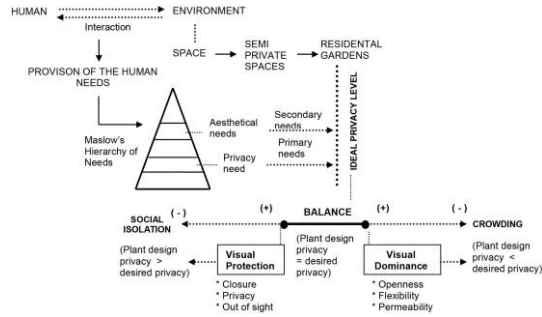 HUMAN
ENVIRONMENT
Interaction
SPACE
SEMI
PRIVATE
SPACES
RESIDENTAL
GARDENS
PROVISON OF THE HUMAN
NEEDS
Maslow's
Hierarchy of
Needs
Aesthetical
needs
Secondary
needs
Privacy
need
Primary
needs
IDEAL PRIVACY LEVEL
SOCIAL
ISOLATION
(-)
(+)
BALANCE
(+)
(-)
CROWDING
(Plant design
privacy >
desired privacy)
Visual
Protection
(Plant design
privacy
= desired
privacy)
Visual
Dominance
(Plant design
privacy <
desired privacy)
* Closure
* Privacy
* Out of sight
* Openness
* Flexibility
* Permeability